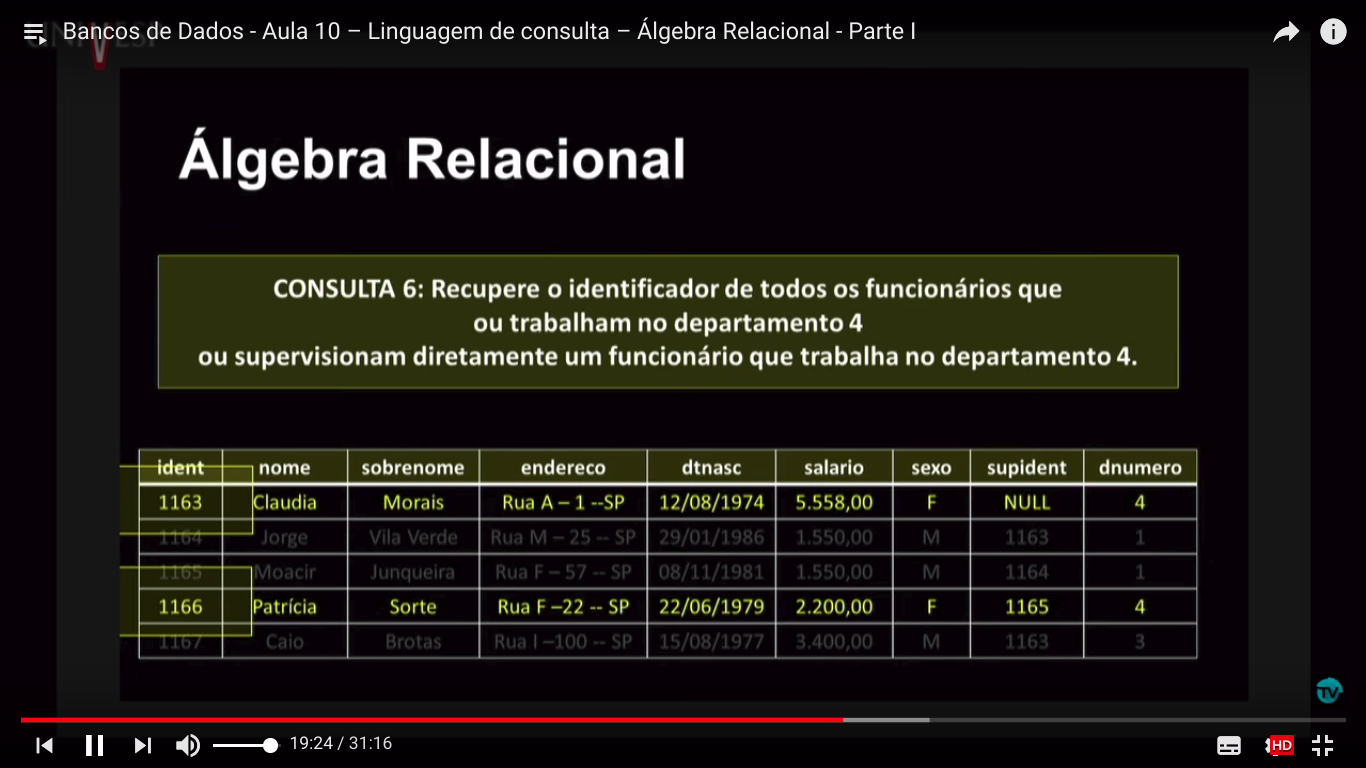 Bancos de Dados - Aula 10 – Linguagem de consulta – Álgebra Relacional - Parte I
Álgebra Relacional
CONSULTA 6: Recupere o identificador de todos os funcionários que
ou trabalham no departamento 4
ou supervisionam diretamente um funcionário que trabalha no departamento 4.
ident nome sobrenome endereco dtnasc salario sexo supident dnumero
1163 Claudia Morais Rua A – 1 --SP 12/08/1974 5.558,00 F NULL 4
1164 Jorge Vila Verde Rua M – 25 -- SP 29/01/1986 1.550,00 M 1163 1
1165 Moacir Junqueira Rua F – 57 -- SP 08/11/1981 1.550,00 M 1164 1
1166 Patrícia Sorte Rua F –22 -- SP 22/06/1979 2.200,00 F 1165 4
1167 Caio Brotas Rua I –100 -- SP 15/08/1977 3.400,00 M 1163 3
TV
19:24 / 31:16
HD